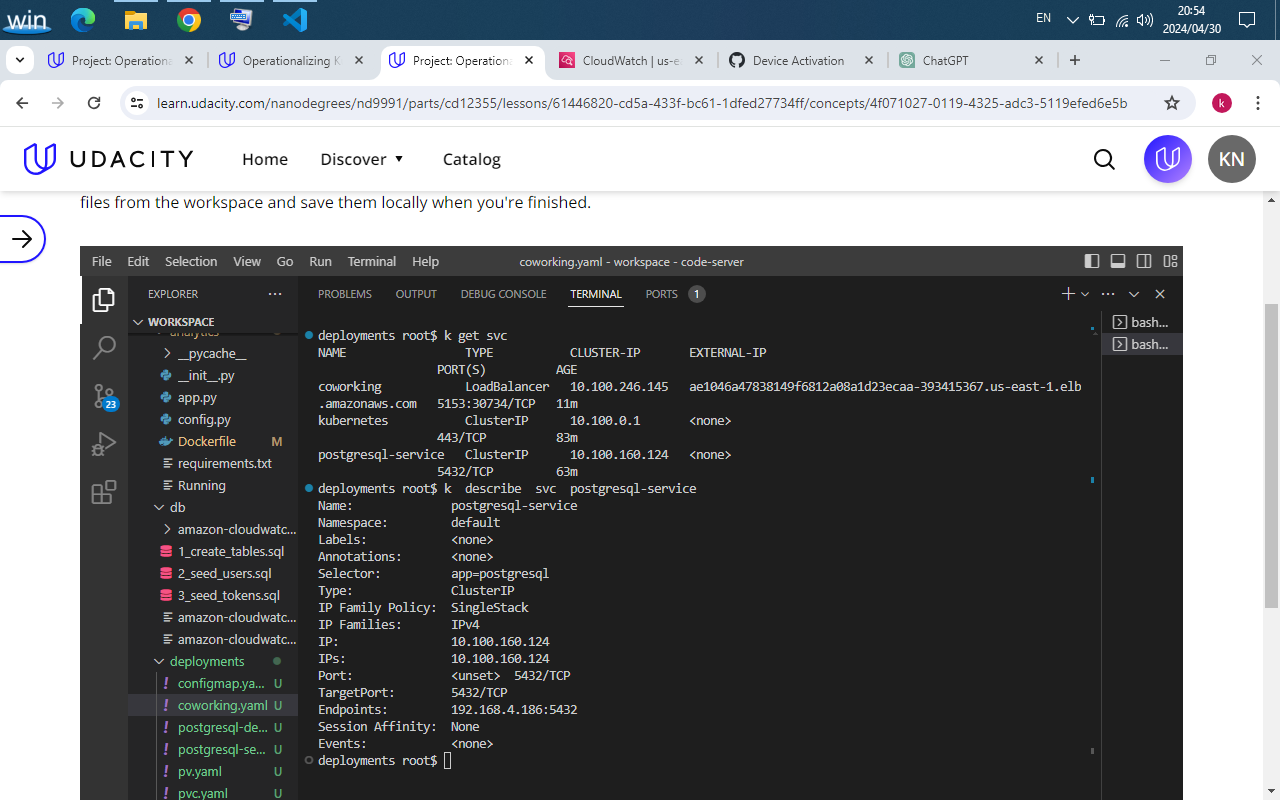 win
EN
20:54
2024/04/30
Project: Operationa
Operationalizing K
Project: Operationa
CloudWatch | us-ea
Device Activation
ChatGPT
learn.udacity.com/nanodegrees/nd9991/parts/cd12355/lessons/61446820-cd5a-433f-bc61-1dfed27734ff/concepts/4f071027-0119-4325-adc3-5119efed6e5b
k
UDACITY
Home
Discover
Catalog
KN
files from the workspace and save them locally when you're finished.
File Edit Selection View Go Run Terminal Help
coworking.yaml - workspace - code-server
EXPLORER
PROBLEMS OUTPUT DEBUG CONSOLE TERMINAL PORTS 1
WORKSPACE
analytics
__pycache__
__init__.py
app.py
config.py
Dockerfile M
requirements.txt
Running
db
amazon-cloudwatc...
1_create_tables.sql
2_seed_users.sql
3_seed_tokens.sql
amazon-cloudwatc...
amazon-cloudwatc...
deployments
configmap.ya... U
coworking.yaml U
postgresql-de... U
postgresql-se... U
pv.yaml U
pvc.yaml U
23
deployments root$ k get svc
NAME TYPE CLUSTER-IP EXTERNAL-IP
PORT(S) AGE
coworking LoadBalancer 10.100.246.145 ae1046a47838149f6812a08a1d23ecaa-393415367.us-east-1.elb
.amazonaws.com 5153:30734/TCP 11m
kubernetes ClusterIP 10.100.0.1 <none>
443/TCP 83m
postgresql-service ClusterIP 10.100.160.124 <none>
5432/TCP 63m
deployments root$ k describe svc postgresql-service
Name: postgresql-service
Namespace: default
Labels: <none>
Annotations: <none>
Selector: app=postgresql
Type: ClusterIP
IP Family Policy: SingleStack
IP Families: IPv4
IP: 10.100.160.124
IPs: 10.100.160.124
Port: <unset> 5432/TCP
TargetPort: 5432/TCP
Endpoints: 192.168.4.186:5432
Session Affinity: None
Events: <none>
deployments root$
bash...
bash...